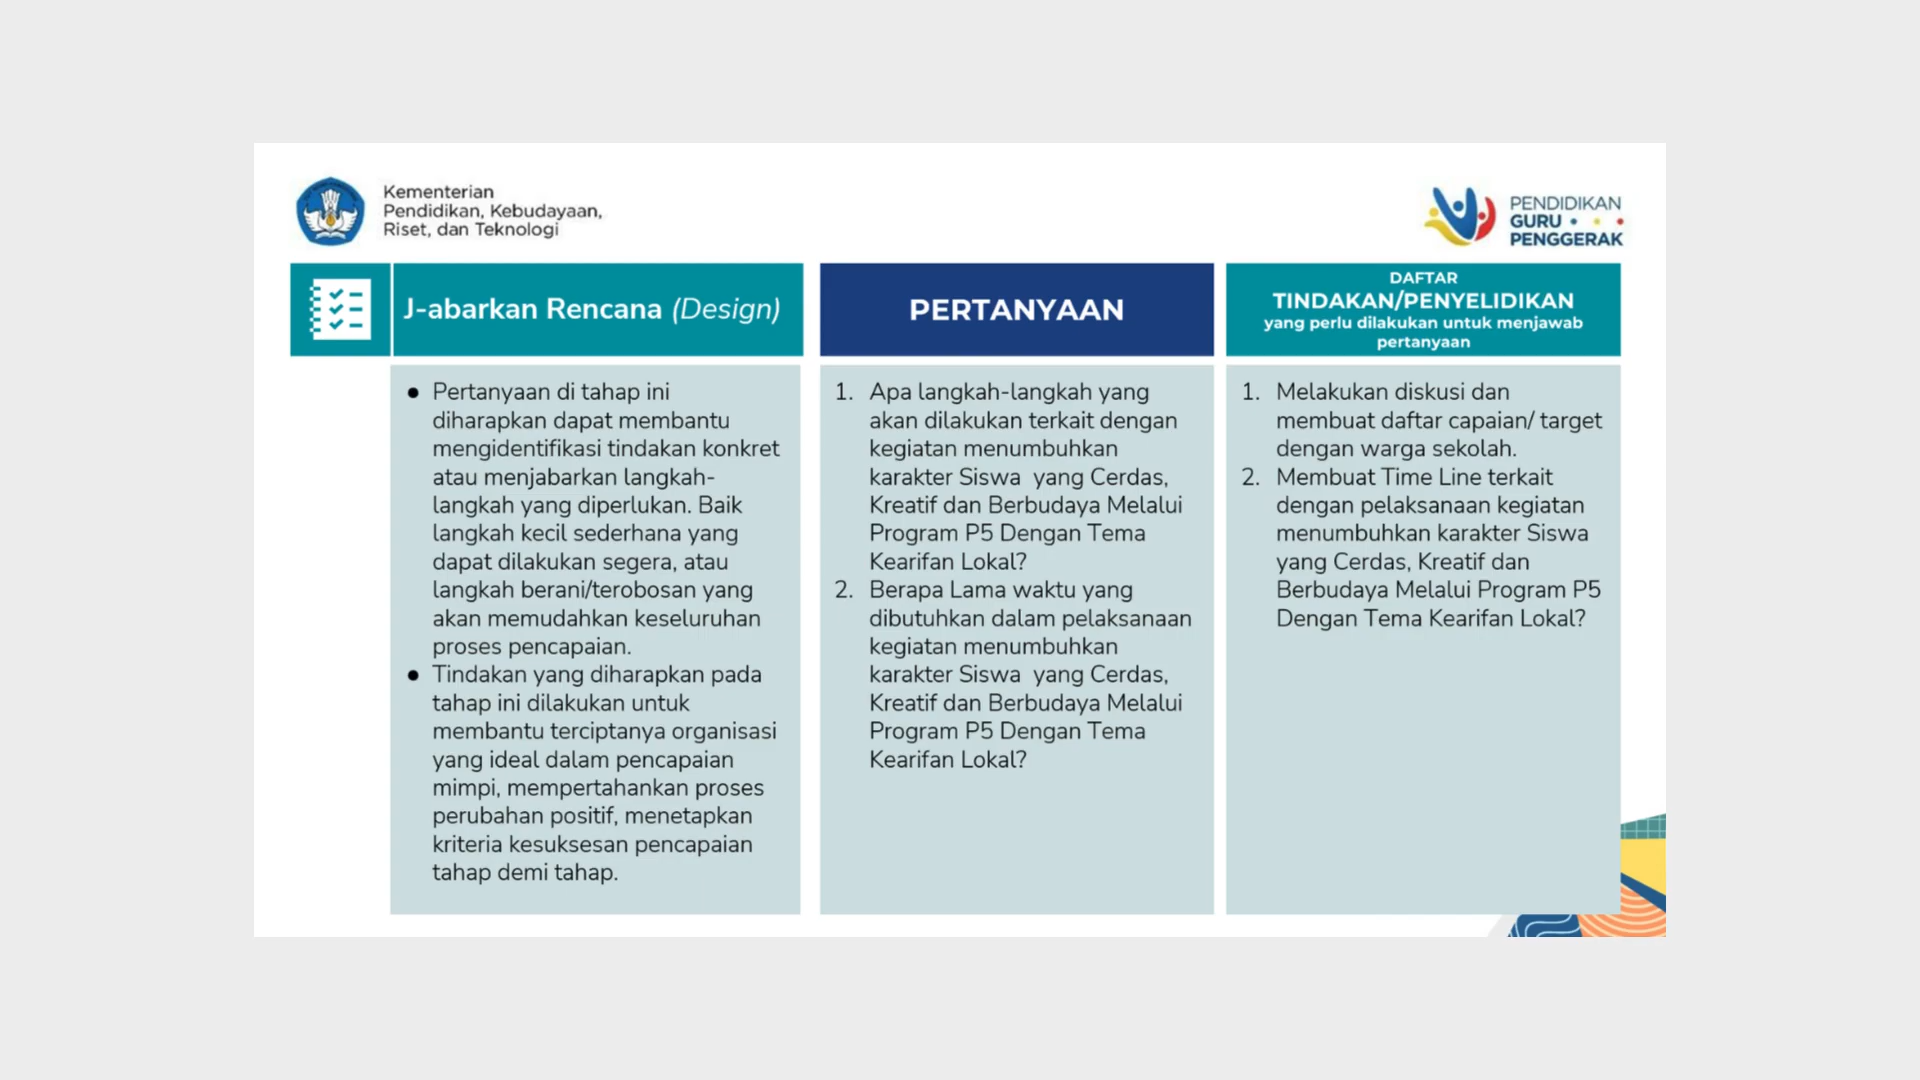 Kementerian
Pendidikan, Kebudayaan,
Riset, dan Teknologi
PENDIDIKAN
GURU
PENGGERAK
J-abarkan Rencana (Design)
PERTANYAAN
DAFTAR
TINDAKAN/PENYELIDIKAN
yang perlu dilakukan untuk menjawab
pertanyaan
● Pertanyaan di tahap ini
diharapkan dapat membantu
mengidentifikasi tindakan konkret
atau menjabarkan langkah-
langkah yang diperlukan. Baik
langkah kecil sederhana yang
dapat dilakukan segera, atau
langkah berani/terobosan yang
akan memudahkan keseluruhan
proses pencapaian.
● Tindakan yang diharapkan pada
tahap ini dilakukan untuk
membantu terciptanya organisasi
yang ideal dalam pencapaian
mimpi, mempertahankan proses
perubahan positif, menetapkan
kriteria kesuksesan pencapaian
tahap demi tahap.
1. Apa langkah-langkah yang
akan dilakukan terkait dengan
kegiatan menumbuhkan
karakter Siswa  yang Cerdas,
Kreatif dan Berbudaya Melalui
Program P5 Dengan Tema
Kearifan Lokal?
2. Berapa Lama waktu yang
dibutuhkan dalam pelaksanaan
kegiatan menumbuhkan
karakter Siswa  yang Cerdas,
Kreatif dan Berbudaya Melalui
Program P5 Dengan Tema
Kearifan Lokal?
1. Melakukan diskusi dan
membuat daftar capaian/ target
dengan warga sekolah.
2. Membuat Time Line terkait
dengan pelaksanaan kegiatan
menumbuhkan karakter Siswa
yang Cerdas, Kreatif dan
Berbudaya Melalui Program P5
Dengan Tema Kearifan Lokal?